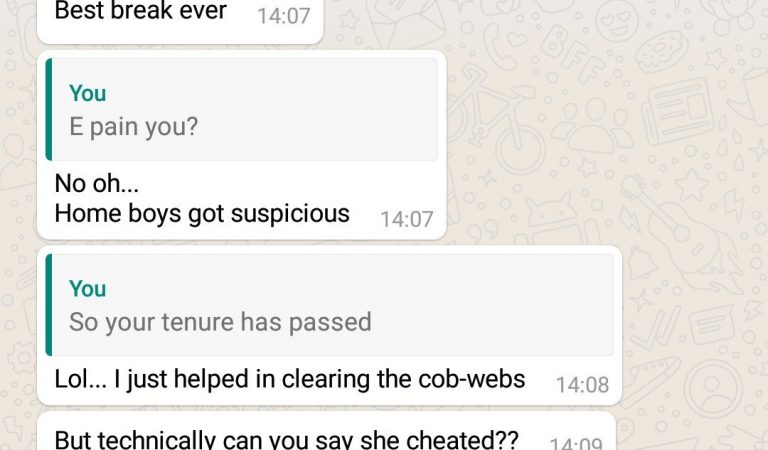 Best break ever 14:07
You
E pain you?
No oh...
Home boys got suspicious 14:07
You
So your tenure has passed
Lol... I just helped in clearing the cob-webs 14:08
But technically can you say she cheated?? 14:09